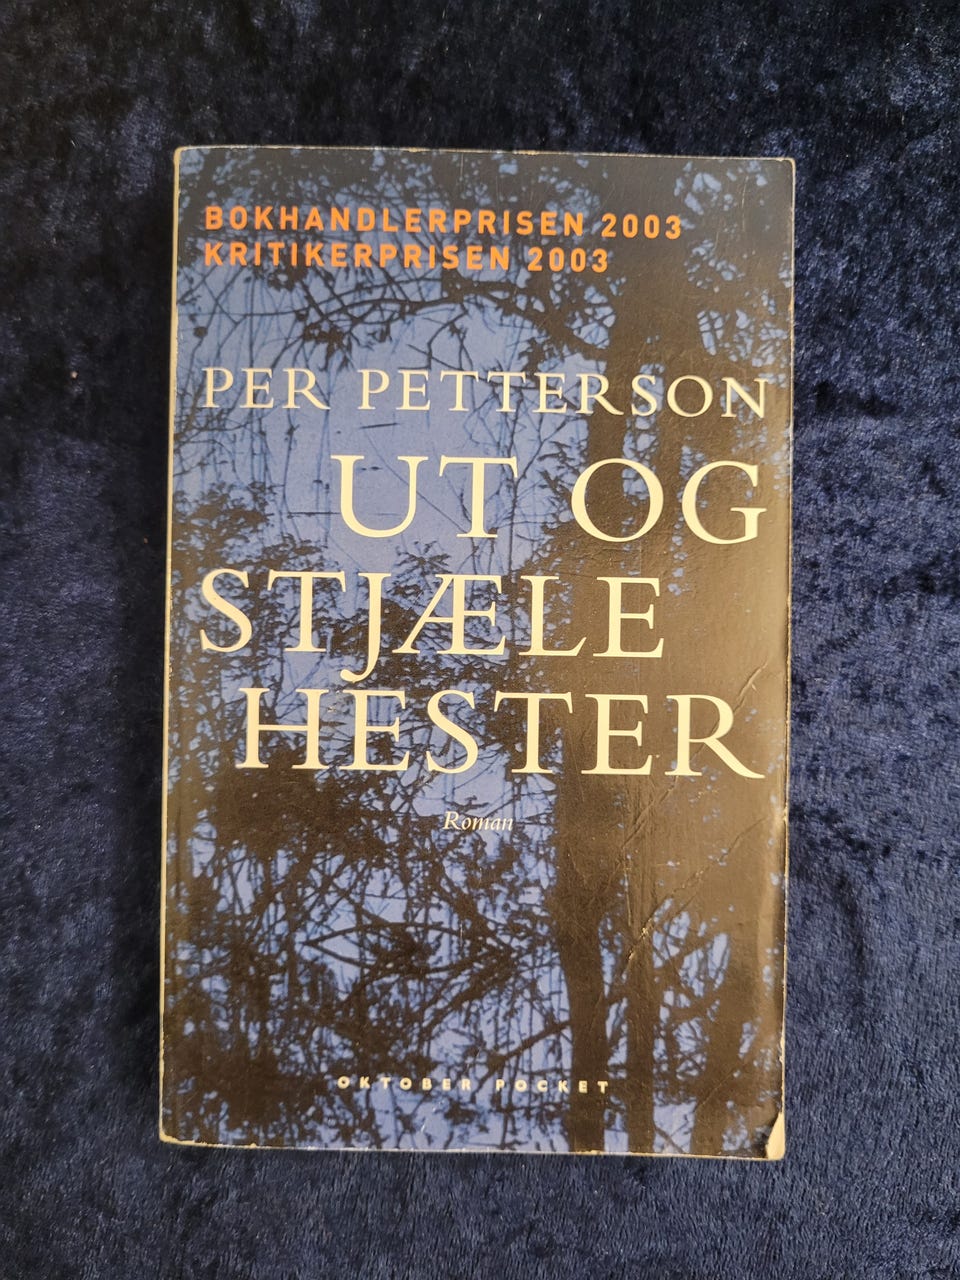 BOKHANDLERPRISEN 2003
KRITIKERPRISEN 2003
PER PETTERSON
UT OG
STJÆLE
HESTER
Roman
OKTOBER POCKET